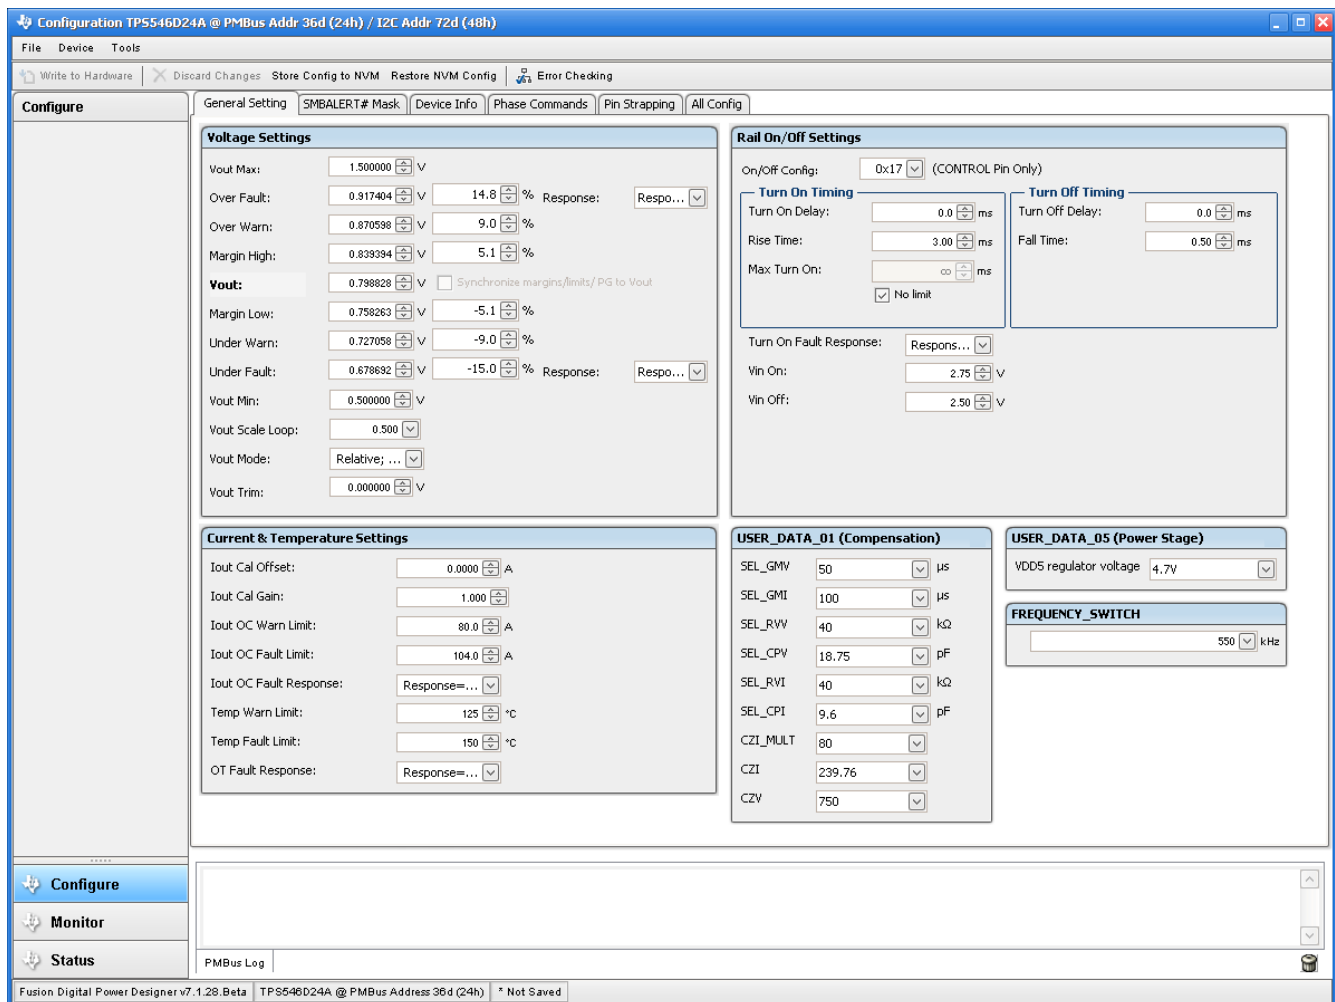 Configuration TPS546D24A @ PMBus Addr 36d (24h) / I2C Addr 72d (48h)
File Device Tools
Write to Hardware Discard Changes Store Config to NVM Restore NVM Config Error Checking
Configure
General Setting SMBALERT# Mask Device Info Phase Commands Pin Strapping All Config
Voltage Settings
Vout Max: 1.500000 V
Over Fault: 0.917404 V 14.8 % Response: Respo...
Over Warn: 0.870598 V 9.0 %
Margin High: 0.839394 V 5.1 %
Vout: 0.798828 V Synchronize margins/limits/ PG to Vout
Margin Low: 0.758263 V -5.1 %
Under Warn: 0.727058 V -9.0 %
Under Fault: 0.678692 V -15.0 % Response: Respo...
Vout Min: 0.500000 V
Vout Scale Loop: 0.500
Vout Mode: Relative; ...
Vout Trim: 0.000000 V
Rail On/Off Settings
On/Off Config: 0x17 (CONTROL Pin Only)
Turn On Timing
Turn On Delay: 0.0 ms
Rise Time: 3.00 ms
Max Turn On: ∞ ms
No limit
Turn Off Timing
Turn Off Delay: 0.0 ms
Fall Time: 0.50 ms
Turn On Fault Response: Respons...
Vin On: 2.75 V
Vin Off: 2.50 V
Current & Temperature Settings
Iout Cal Offset: 0.0000 A
Iout Cal Gain: 1.000
Iout OC Warn Limit: 80.0 A
Iout OC Fault Limit: 104.0 A
Iout OC Fault Response: Response=...
Temp Warn Limit: 125 °C
Temp Fault Limit: 150 °C
OT Fault Response: Response=...
USER_DATA_01 (Compensation)
SEL_GMV 50 µs
SEL_GMI 100 µs
SEL_RVV 40 kΩ
SEL_CPV 18.75 pF
SEL_RVI 40 kΩ
SEL_CPI 9.6 pF
CZI_MULT 80
CZI 239.76
CZV 750
USER_DATA_05 (Power Stage)
VDD5 regulator voltage 4.7V
FREQUENCY_SWITCH
550 kHz
Configure
Monitor
Status
PMBus Log
Fusion Digital Power Designer v7.1.28.Beta TPS546D24A @ PMBus Address 36d (24h) * Not Saved